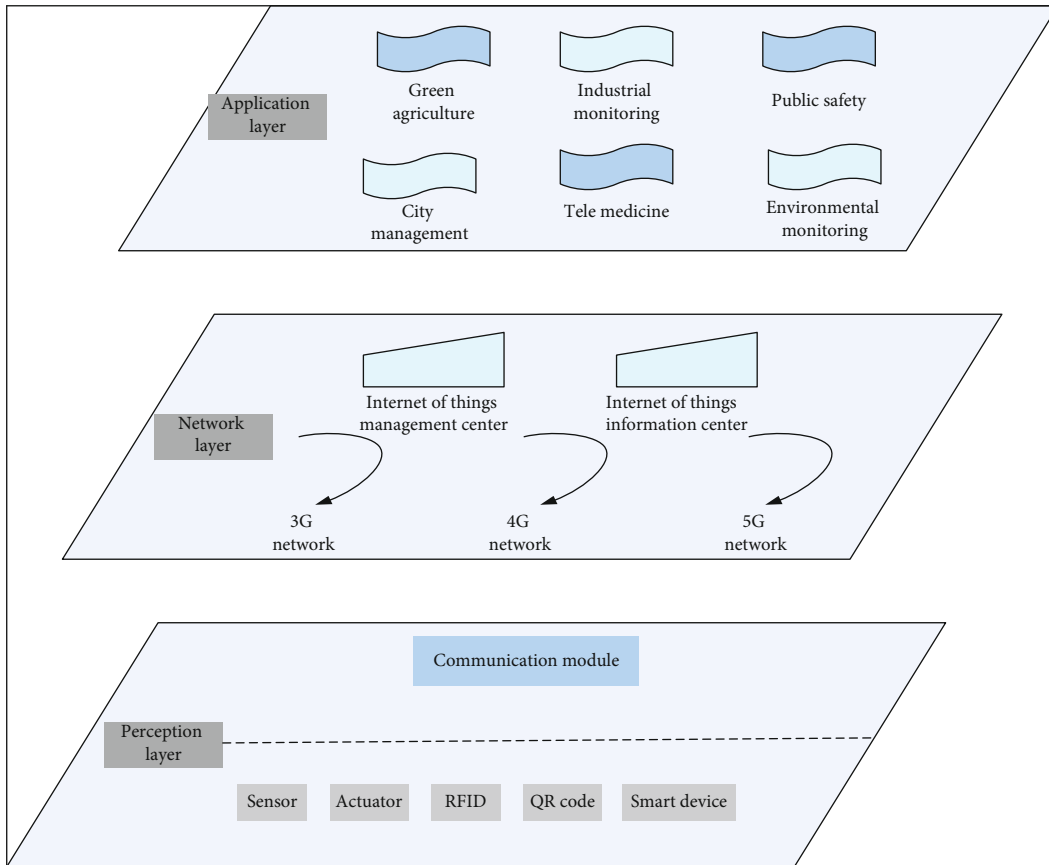 Application
layer
Green
agriculture
Industrial
monitoring
Public safety
City
management
Tele medicine
Environmental
monitoring
Network
layer
Internet of things
management center
Internet of things
information center
3G
network
4G
network
5G
network
Perception
layer
Communication module
Sensor
Actuator
RFID
QR code
Smart device